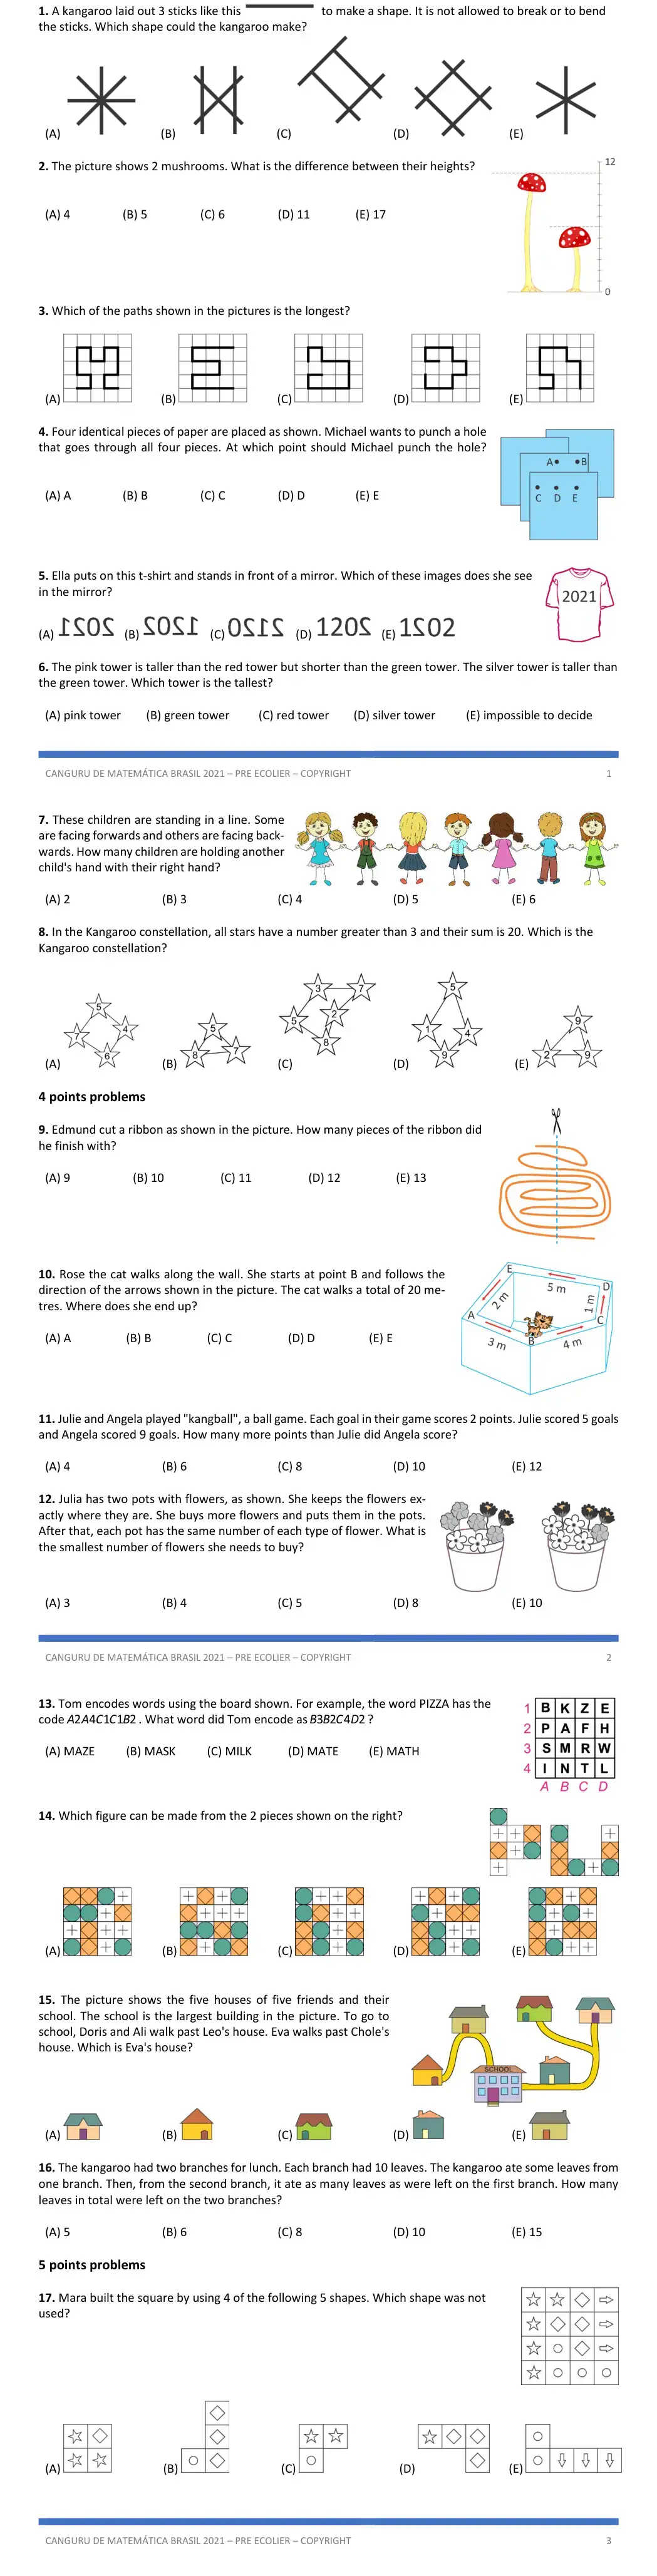 1. A kangaroo laid out 3 sticks like this to make a shape. It is not allowed to break or to bend
the sticks. Which shape could the kangaroo make?
(A) (B) (C) (D) (E)
2. The picture shows 2 mushrooms. What is the difference between their heights?
12
(A) 4 (B) 5 (C) 6 (D) 11 (E) 17
0
3. Which of the paths shown in the pictures is the longest?
(A) (B) (C) (D) (E)
4. Four identical pieces of paper are placed as shown. Michael wants to punch a hole
that goes through all four pieces. At which point should Michael punch the hole?
A B
(A) A (B) B (C) C (D) D (E) E
C D E
5. Ella puts on this t-shirt and stands in front of a mirror. Which of these images does she see
in the mirror?
2021
(A) (B) (C) (D) (E)
6. The pink tower is taller than the red tower but shorter than the green tower. The silver tower is taller than
the green tower. Which tower is the tallest?
(A) pink tower (B) green tower (C) red tower (D) silver tower (E) impossible to decide
CANGURU DE MATEMÁTICA BRASIL 2021 – PRE ECOLIER – COPYRIGHT 1
7. These children are standing in a line. Some
are facing forwards and others are facing back-
wards. How many children are holding another
child's hand with their right hand?
(A) 2 (B) 3 (C) 4 (D) 5 (E) 6
8. In the Kangaroo constellation, all stars have a number greater than 3 and their sum is 20. Which is the
Kangaroo constellation?
(A) 5 7 4 6
(B) 5 8 7
(C) 3 7 5 2 8
(D) 5 1 4 9
(E) 9 2 9
4 points problems
9. Edmund cut a ribbon as shown in the picture. How many pieces of the ribbon did
he finish with?
(A) 9 (B) 10 (C) 11 (D) 12 (E) 13
10. Rose the cat walks along the wall. She starts at point B and follows the
direction of the arrows shown in the picture. The cat walks a total of 20 me-
tres. Where does she end up?
E D 5 m 2 m 1 m A C B 3 m 4 m
(A) A (B) B (C) C (D) D (E) E
11. Julie and Angela played "kangball", a ball game. Each goal in their game scores 2 points. Julie scored 5 goals
and Angela scored 9 goals. How many more points than Julie did Angela score?
(A) 4 (B) 6 (C) 8 (D) 10 (E) 12
12. Julia has two pots with flowers, as shown. She keeps the flowers ex-
actly where they are. She buys more flowers and puts them in the pots.
After that, each pot has the same number of each type of flower. What is
the smallest number of flowers she needs to buy?
(A) 3 (B) 4 (C) 5 (D) 8 (E) 10
CANGURU DE MATEMÁTICA BRASIL 2021 – PRE ECOLIER – COPYRIGHT 2
13. Tom encodes words using the board shown. For example, the word PIZZA has the
code A2A4C1C1B2 . What word did Tom encode as B3B2C4D2 ?
(A) MAZE (B) MASK (C) MILK (D) MATE (E) MATH
1 B K Z E
2 P A F H
3 S M R W
4 I N T L
A B C D
14. Which figure can be made from the 2 pieces shown on the right?
(A) (B) (C) (D) (E)
15. The picture shows the five houses of five friends and their
school. The school is the largest building in the picture. To go to
school, Doris and Ali walk past Leo's house. Eva walks past Chole's
house. Which is Eva's house?
SCHOOL
(A) (B) (C) (D) (E)
16. The kangaroo had two branches for lunch. Each branch had 10 leaves. The kangaroo ate some leaves from
one branch. Then, from the second branch, it ate as many leaves as were left on the first branch. How many
leaves in total were left on the two branches?
(A) 5 (B) 6 (C) 8 (D) 10 (E) 15
5 points problems
17. Mara built the square by using 4 of the following 5 shapes. Which shape was not
used?
(A) (B) (C) (D) (E)
CANGURU DE MATEMÁTICA BRASIL 2021 – PRE ECOLIER – COPYRIGHT 3